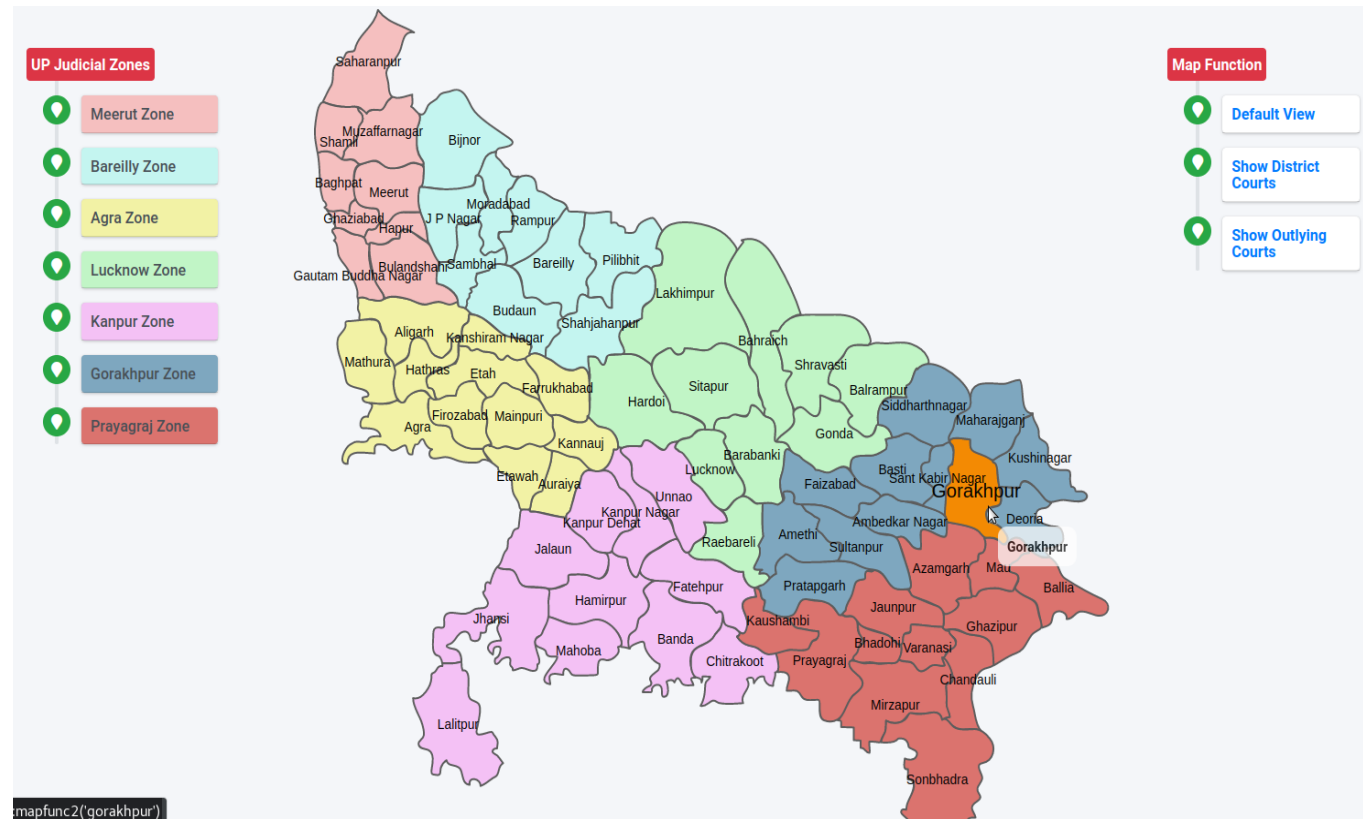 UP Judicial Zones
Meerut Zone
Bareilly Zone
Agra Zone
Lucknow Zone
Kanpur Zone
Gorakhpur Zone
Prayagraj Zone
Map Function
Default View
Show District
Courts
Show Outlying
Courts
Saharanpur
Muzaffarnagar
Shamli
Bijnor
Baghpat
Meerut
Moradabad
Ghaziabad
J P Nagar
Rampur
Hapur
Bulandshahr
Sambhal
Bareilly
Pilibhit
Gautam Buddha Nagar
Lakhimpur
Budaun
Shahjahanpur
Aligarh
Kanshiram Nagar
Bahraich
Mathura
Hathras
Etah
Shravasti
Farrukhabad
Sitapur
Balrampur
Hardoi
Siddharthnagar
Firozabad
Mainpuri
Maharajganj
Agra
Gonda
Kannauj
Barabanki
Kushinagar
Lucknow
Basti
Etawah
Auraiya
Faizabad
Sant Kabir Nagar
Gorakhpur
Unnao
Kanpur Nagar
Kanpur Dehat
Ambedkar Nagar
Deoria
Amethi
Raebareli
Jalaun
Sultanpur
Gorakhpur
Azamgarh
Mau
Fatehpur
Pratapgarh
Ballia
Hamirpur
Jaunpur
Jhansi
Kaushambi
Ghazipur
Banda
Bhadohi
Varanasi
Mahoba
Chitrakoot
Prayagraj
Chandauli
Mirzapur
Lalitpur
Sonbhadra
:mapfunc2('gorakhpur')